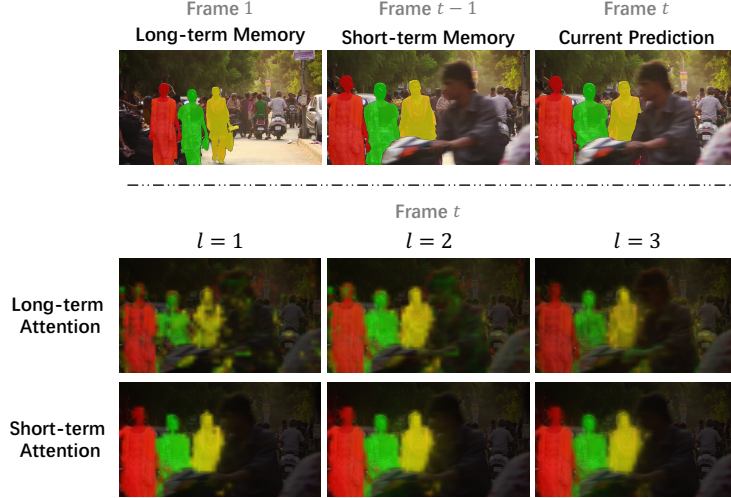 Frame 1
Frame t − 1
Frame t
Long-term Memory
Short-term Memory
Current Prediction
Frame t
l = 1
l = 2
l = 3
Long-term
Attention
Short-term
Attention